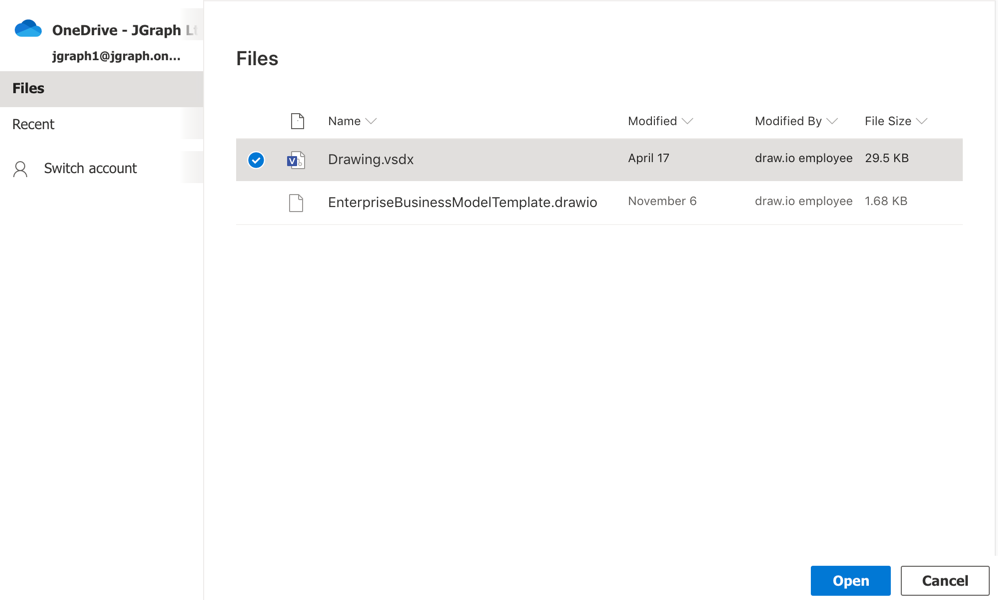 OneDrive - JGraph Lt
jgraph1@jgraph.on...
Files
Recent
Switch account
Files
Name Modified Modified By File Size
Drawing.vsdx April 17 draw.io employee 29.5 KB
EnterpriseBusinessModelTemplate.drawio November 6 draw.io employee 1.68 KB
Open Cancel